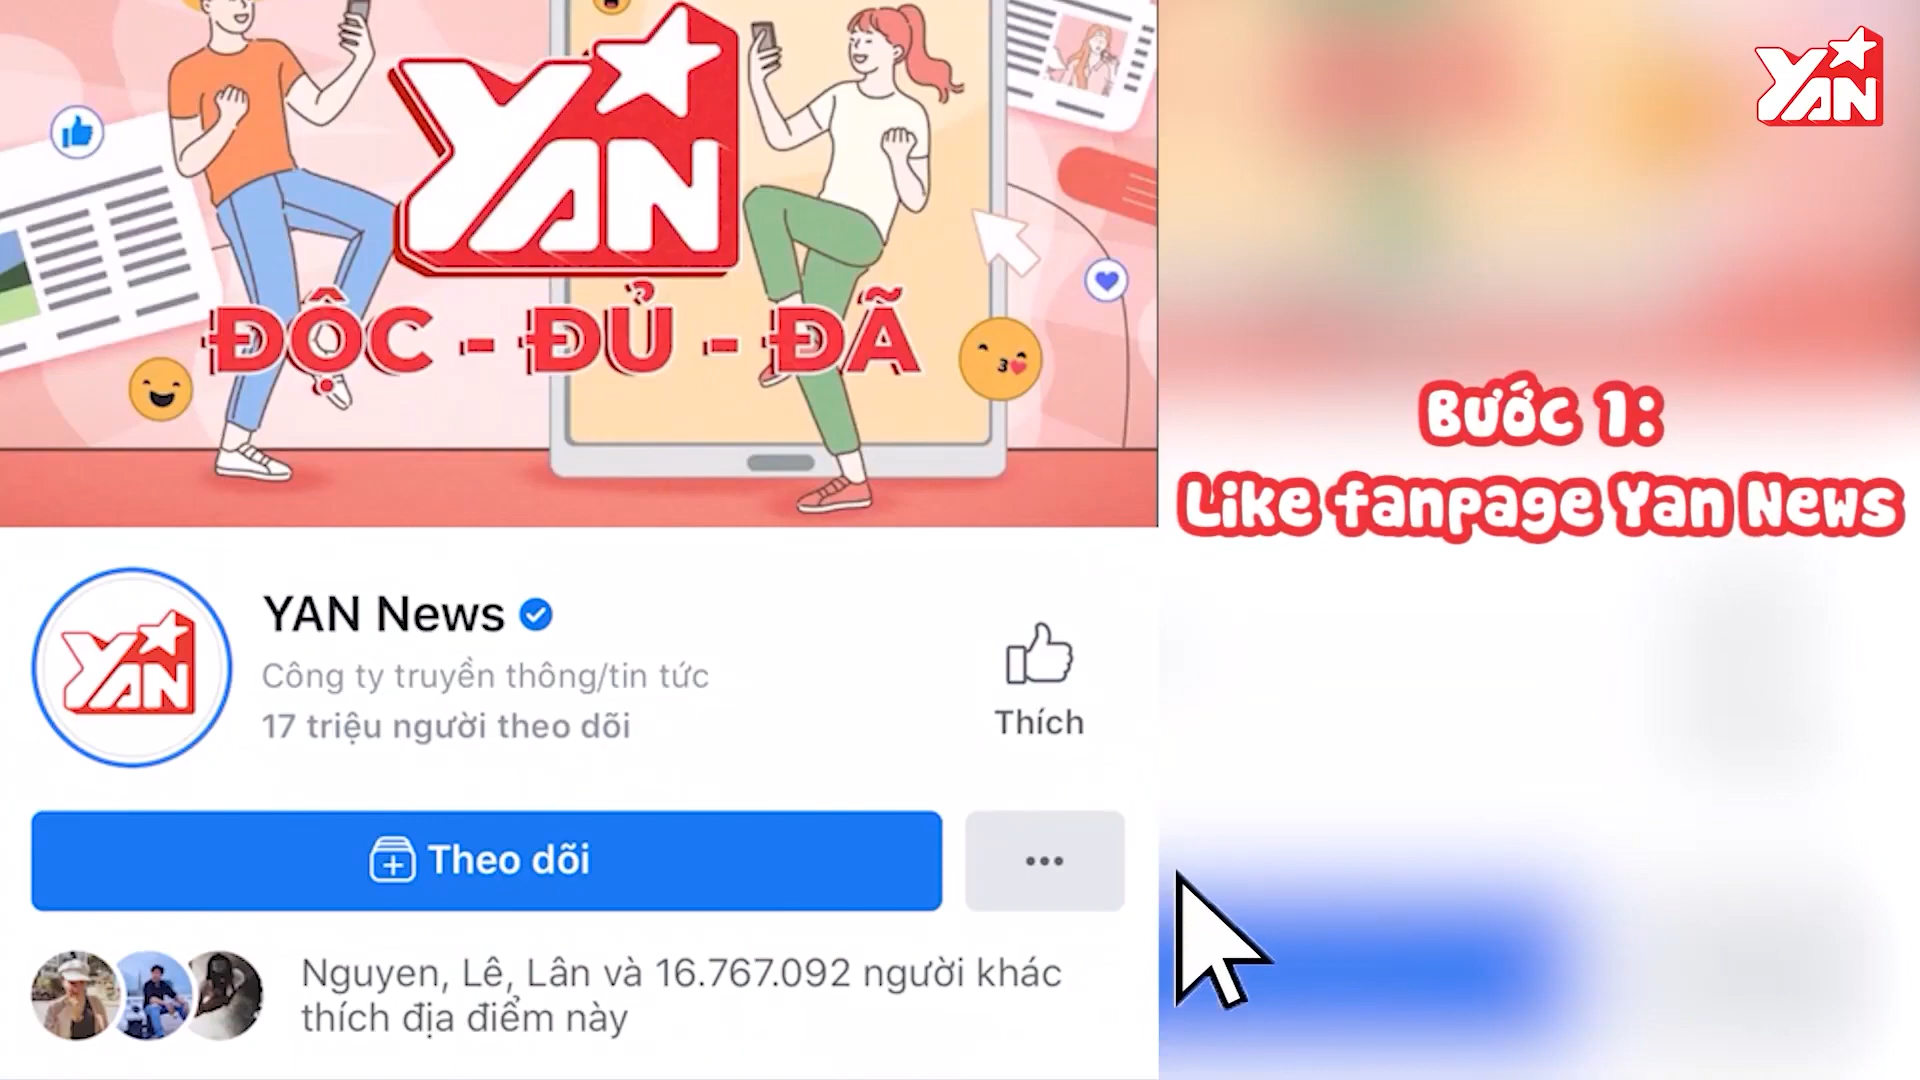 YAN
ĐỘC - ĐỦ - ĐÃ
YAN
Bước 1:
Like fanpage Yan News
YAN
YAN News
Công ty truyền thông/tin tức
17 triệu người theo dõi
Thích
Theo dõi
Nguyen, Lê, Lân và 16.767.092 người khác
thích địa điểm này